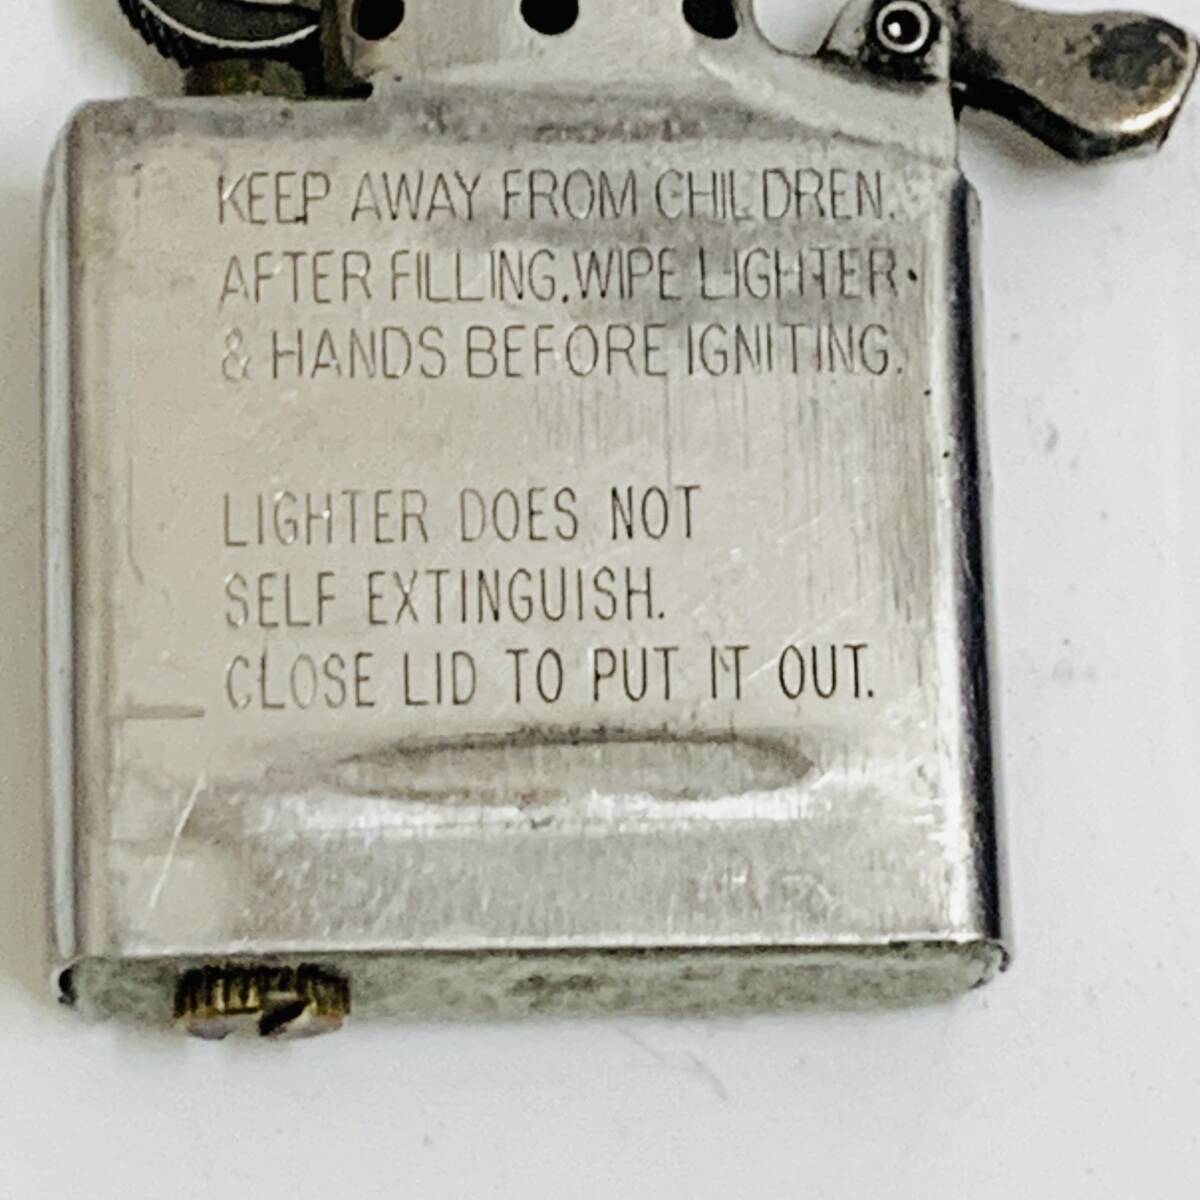 KEEP AWAY FROM CHILDREN.
AFTER FILLING, WIPE LIGHTER
& HANDS BEFORE IGNITING.
LIGHTER DOES NOT
SELF EXTINGUISH.
CLOSE LID TO PUT IT OUT.